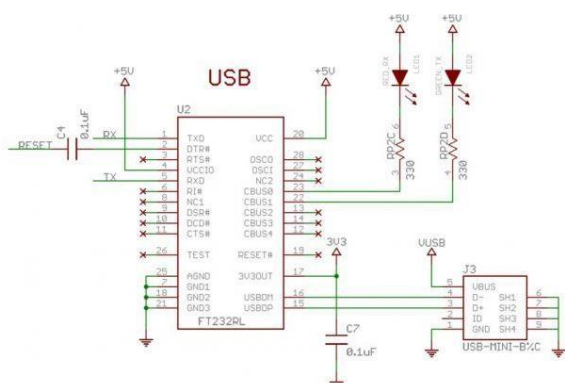 +5V
+5V
RED_RX
LED1
GREEN_TX
LED2
USB
+5V
+5V
U2
6
RP2C
330
3
5
RP2D
330
4
C4
0.1uF
RESET
RX
1 TXD VCC 20
2 DTR#
3 RTS# OSCO 28
4 VCCIO OSCI 27
TX
5 RXD NC2 24
6 RI# CBUS0 23
8 NC1 CBUS1 22
9 DSR# CBUS2 13
10 DCD# CBUS3 14
11 CTS# CBUS4 12
26 TEST RESET# 19
25 AGND 3V3OUT 17
7 GND1
18 GND2 USBDM 16
21 GND3 USBDP 15
FT232RL
3V3
C7
0.1uF
VUSB
J3
5 VBUS
4 D- SH1 6
3 D+ SH2 7
2 ID SH3 8
1 GND SH4 9
USB-MINI-B%C